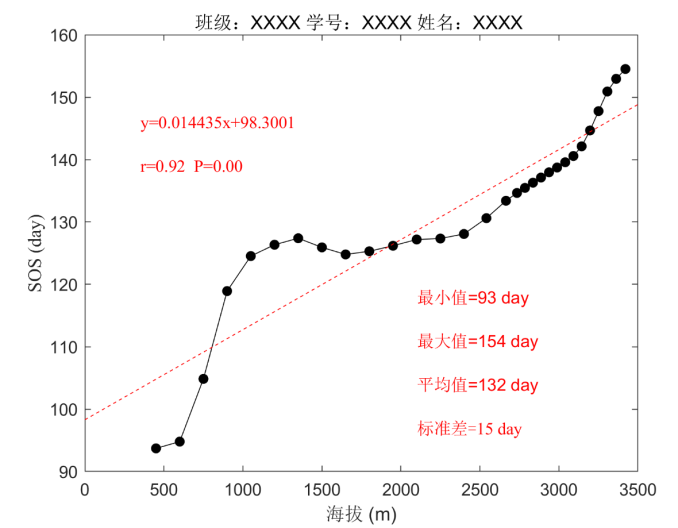 班级：XXXX 学号：XXXX 姓名：XXXX
160
150
140
130
120
110
100
90
SOS (day)
y=0.014435x+98.3001
r=0.92 P=0.00
最小值=93 day
最大值=154 day
平均值=132 day
标准差=15 day
0 500 1000 1500 2000 2500 3000 3500
海拔 (m)